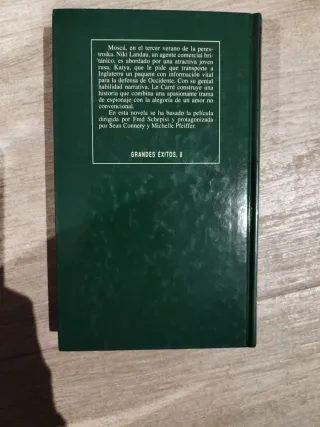 Moscú, en el tercer verano de la peres-
troika. Niki Landau, un agente comercial bri-
tánico, es abordado por una atractiva joven
rusa, Katya, que le pide que transporte a
Inglaterra un paquete con información vital
para la defensa de Occidente. Con su genial
habilidad narrativa, Le Carré construye una
historia que combina una apasionante trama
de espionaje con la alegoría de un amor no
convencional.
En esta novela se ha basado la película
dirigida por Fred Schepisi y protagonizada
por Sean Connery y Michelle Pfeiffer.
GRANDES ÉXITOS, 8